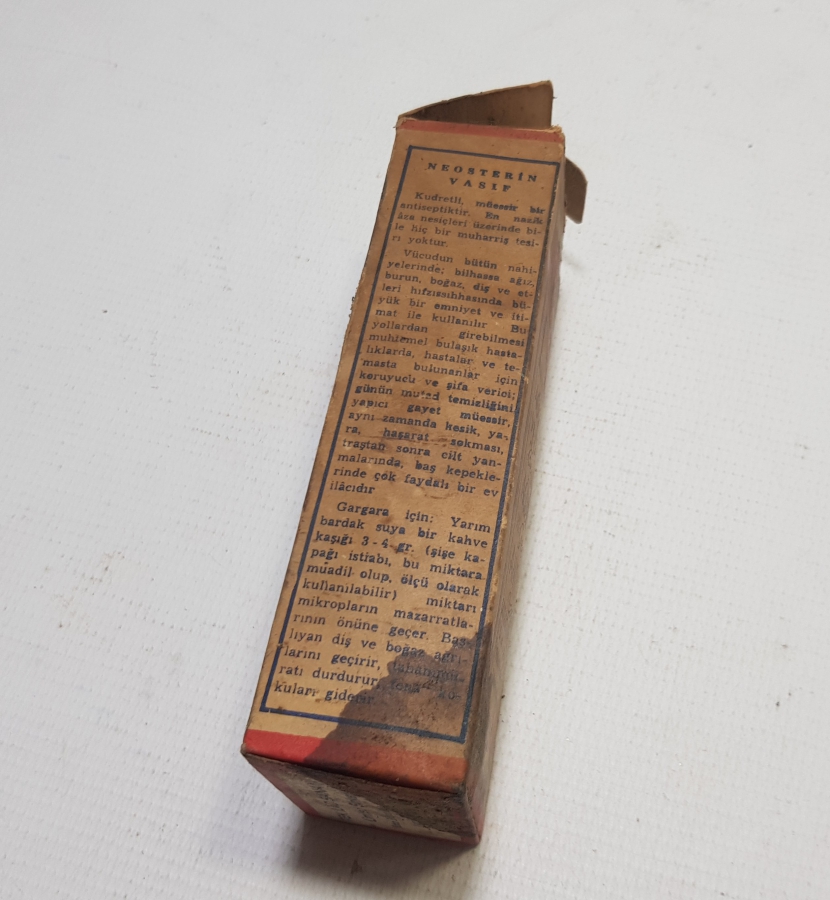 NEOSTERİN
VASIF
Kudretli, müessir bir
antiseptiktir. En nazik
âza nesiçleri üzerinde bi-
le hiç bir muharriş tesi-
ri yoktur.
Vücudun bütün nahi-
yelerinde; bilhassa ağız,
burun, boğaz, diş ve et-
leri hıfzıssıhhasında bü-
yük bir emniyet ve iti-
mat ile kullanılır Bu
yollardan girebilmesi
muhtemel bulaşık hasta-
lıklarda, hastalar ve te-
masta bulunanlar için
koruyucu ve şifa verici;
günün mutad temizliğini
yapıcı gayet müessir,
aynı zamanda kesik, ya-
ra, haşarat sokması,
traştan sonra cilt yan-
malarında, baş kepekle-
rinde çok faydalı bir ev
ilâcıdır
Gargara için: Yarım
bardak suya bir kahve
kaşığı 3-4 gr. (şişe ka-
pağı istiabı, bu miktara
muadil olup, ölçü olarak
kullanılabilir) miktarı
mikropların mazarratla-
rının önüne geçer. Baş-
lıyan diş ve boğaz ağrı-
larını geçirir,
ratı durdurur, fena ko-
kuları giderir